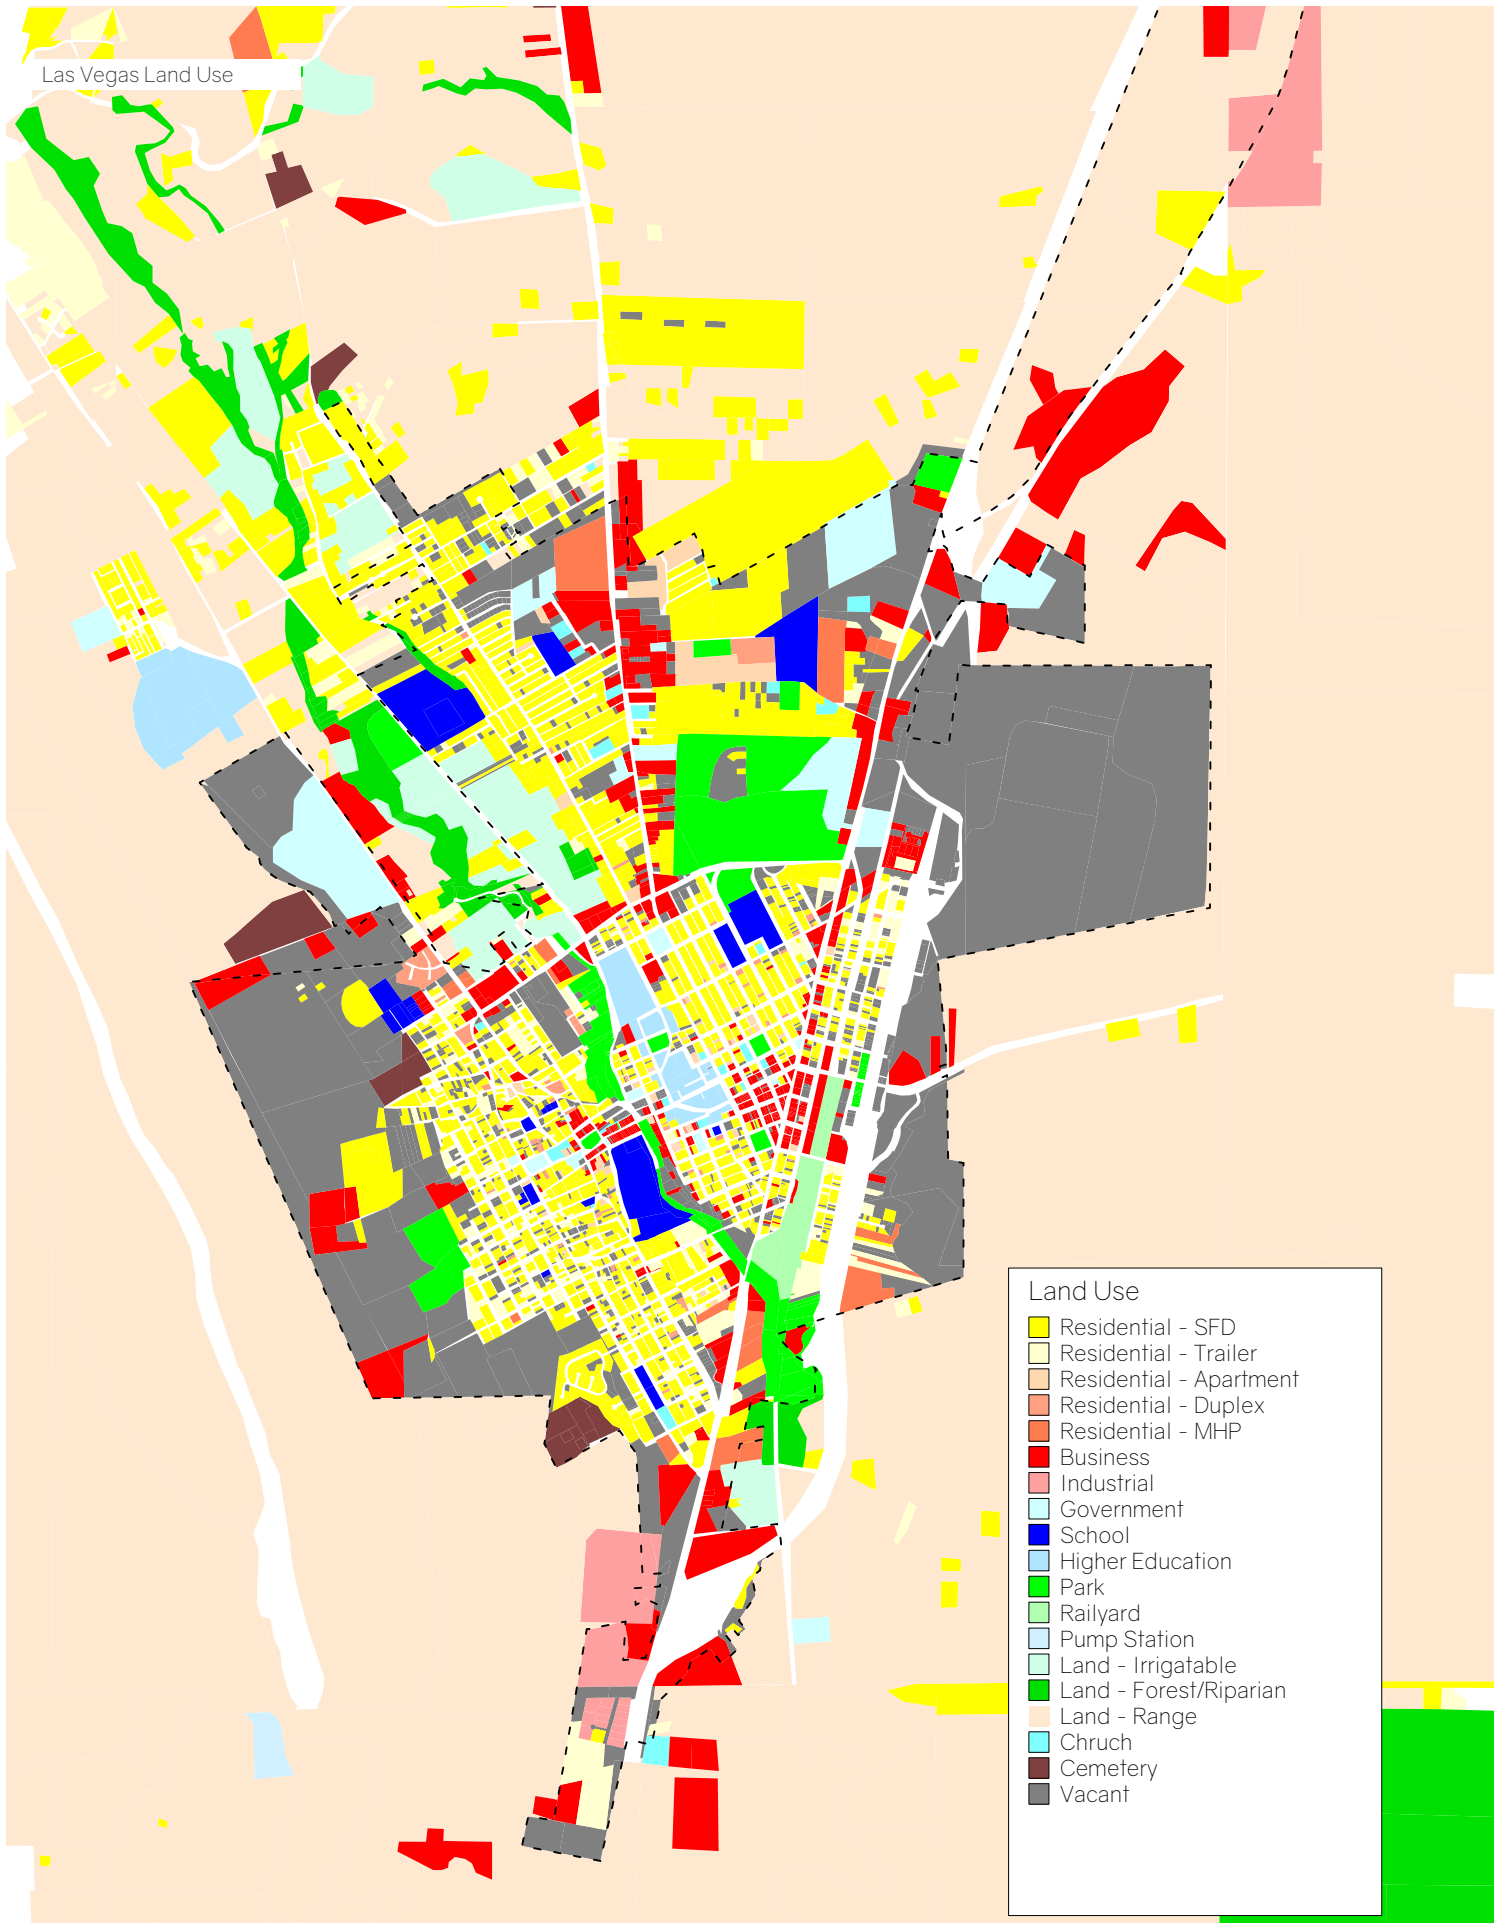 Las Vegas Land Use
Land Use
Residential - SFD
Residential - Trailer
Residential - Apartment
Residential - Duplex
Residential - MHP
Business
Industrial
Government
School
Higher Education
Park
Railyard
Pump Station
Land - Irrigatable
Land - Forest/Riparian
Land - Range
Chruch
Cemetery
Vacant